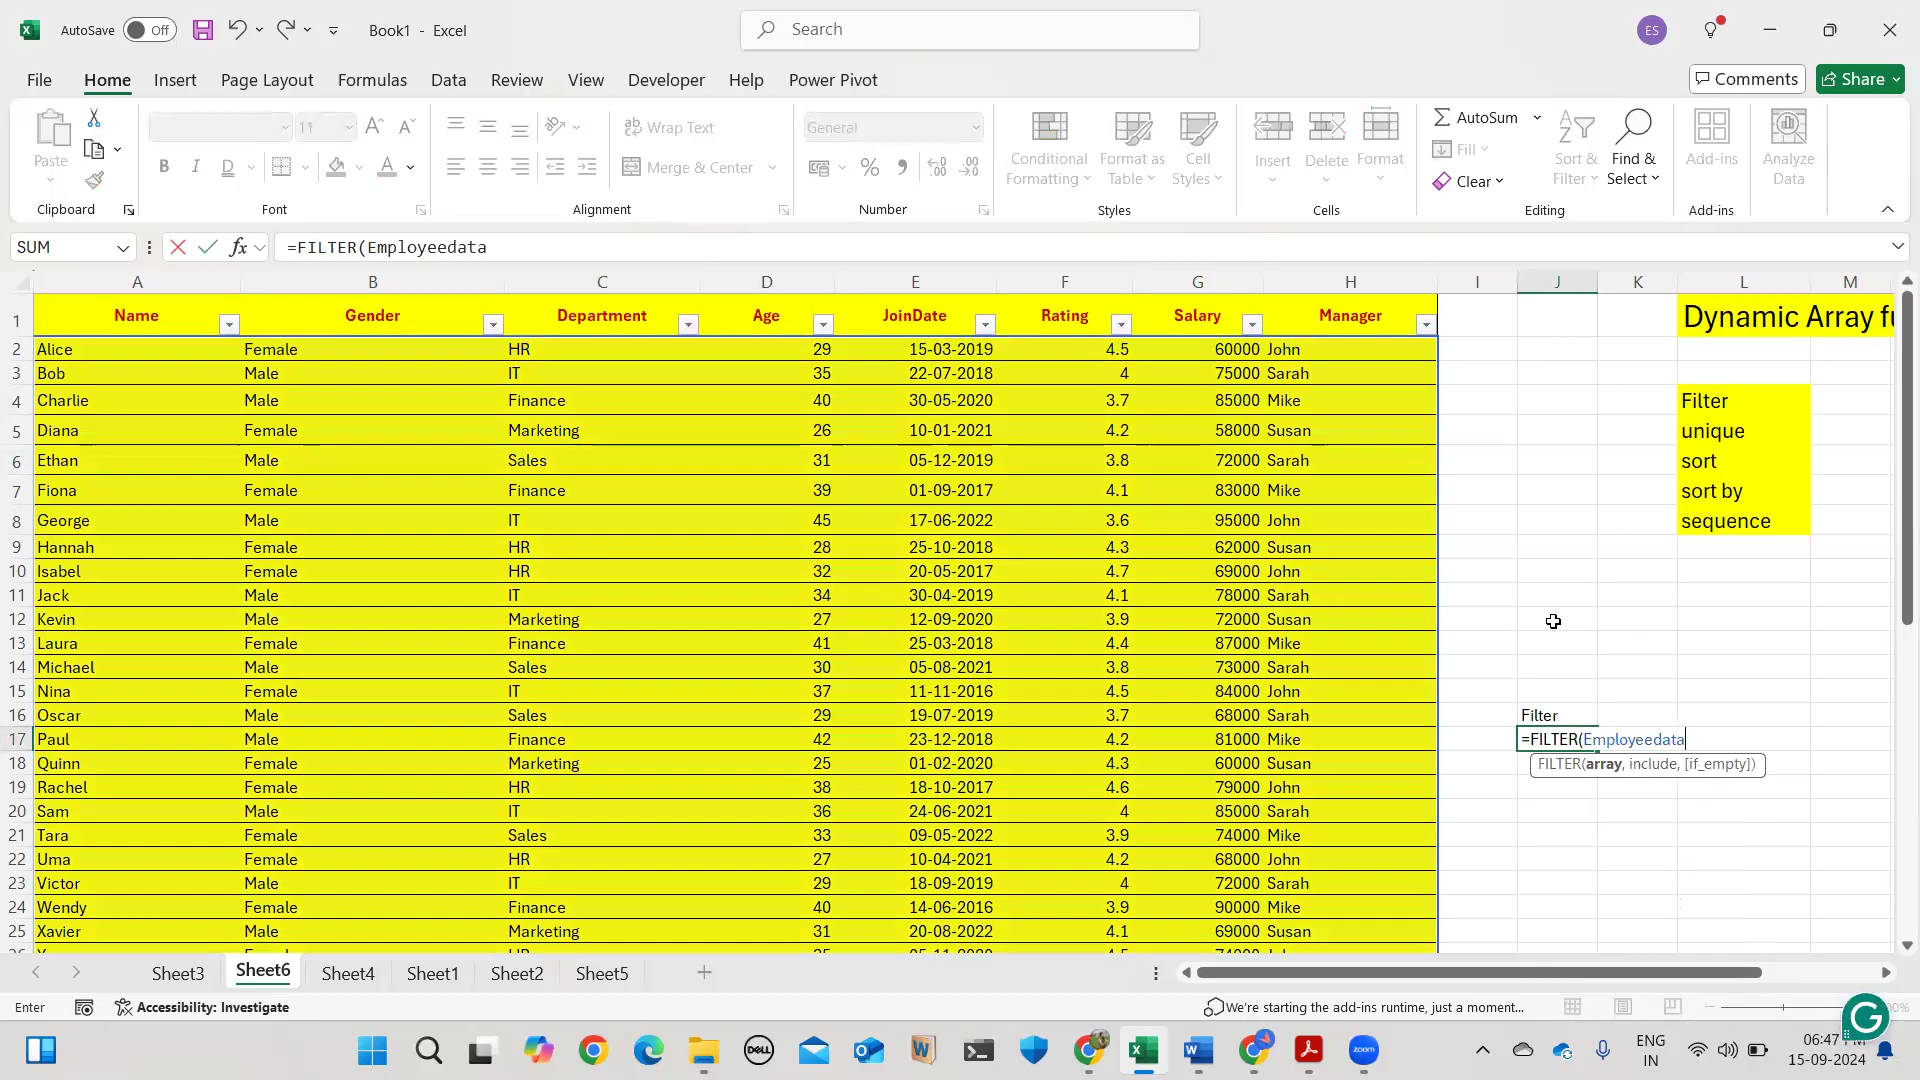 AutoSave Off Book1 - Excel Search ES
File Home Insert Page Layout Formulas Data Review View Developer Help Power Pivot Comments Share
Paste 11 Wrap Text General Conditional Formatting Format as Table Cell Styles Insert Delete Format AutoSum Sort & Filter Find & Select Add-ins Analyze Data
Merge & Center Fill Clear
Clipboard Font Alignment Number Styles Cells Editing Add-ins
SUM fx =FILTER(Employeedata
A B C D E F G H I J K L M
1 Name Gender Department Age JoinDate Rating Salary Manager Dynamic Array fu
2 Alice Female HR 29 15-03-2019 4.5 60000 John
3 Bob Male IT 35 22-07-2018 4 75000 Sarah
4 Charlie Male Finance 40 30-05-2020 3.7 85000 Mike Filter
5 Diana Female Marketing 26 10-01-2021 4.2 58000 Susan unique
6 Ethan Male Sales 31 05-12-2019 3.8 72000 Sarah sort
7 Fiona Female Finance 39 01-09-2017 4.1 83000 Mike sort by
8 George Male IT 45 17-06-2022 3.6 95000 John sequence
9 Hannah Female HR 28 25-10-2018 4.3 62000 Susan
10 Isabel Female HR 32 20-05-2017 4.7 69000 John
11 Jack Male IT 34 30-04-2019 4.1 78000 Sarah
12 Kevin Male Marketing 27 12-09-2020 3.9 72000 Susan
13 Laura Female Finance 41 25-03-2018 4.4 87000 Mike
14 Michael Male Sales 30 05-08-2021 3.8 73000 Sarah
15 Nina Female IT 37 11-11-2016 4.5 84000 John
16 Oscar Male Sales 29 19-07-2019 3.7 68000 Sarah Filter
17 Paul Male Finance 42 23-12-2018 4.2 81000 Mike =FILTER(Employeedata
18 Quinn Female Marketing 25 01-02-2020 4.3 60000 Susan FILTER(array, include, [if_empty])
19 Rachel Female HR 38 18-10-2017 4.6 79000 John
20 Sam Male IT 36 24-06-2021 4 85000 Sarah
21 Tara Female Sales 33 09-05-2022 3.9 74000 Mike
22 Uma Female HR 27 10-04-2021 4.2 68000 John
23 Victor Male IT 29 18-09-2019 4 72000 Sarah
24 Wendy Female Finance 40 14-06-2016 3.9 90000 Mike
25 Xavier Male Marketing 31 20-08-2022 4.1 69000 Susan
Sheet3 Sheet6 Sheet4 Sheet1 Sheet2 Sheet5
Enter Accessibility: Investigate We're starting the add-ins runtime, just a moment...
DELL zoom ENG IN 06:47
15-09-2024